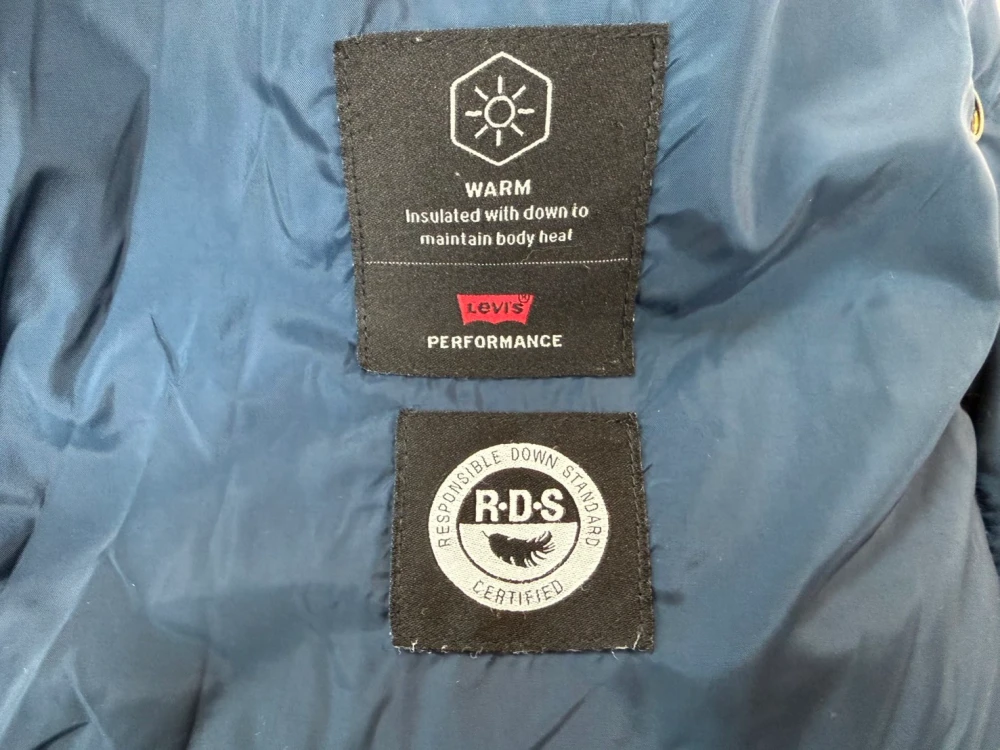 WARM
Insulated with down to
maintain body heat
Levi's®
PERFORMANCE
RESPONSIBLE DOWN STANDARD
R·D·S
CERTIFIED